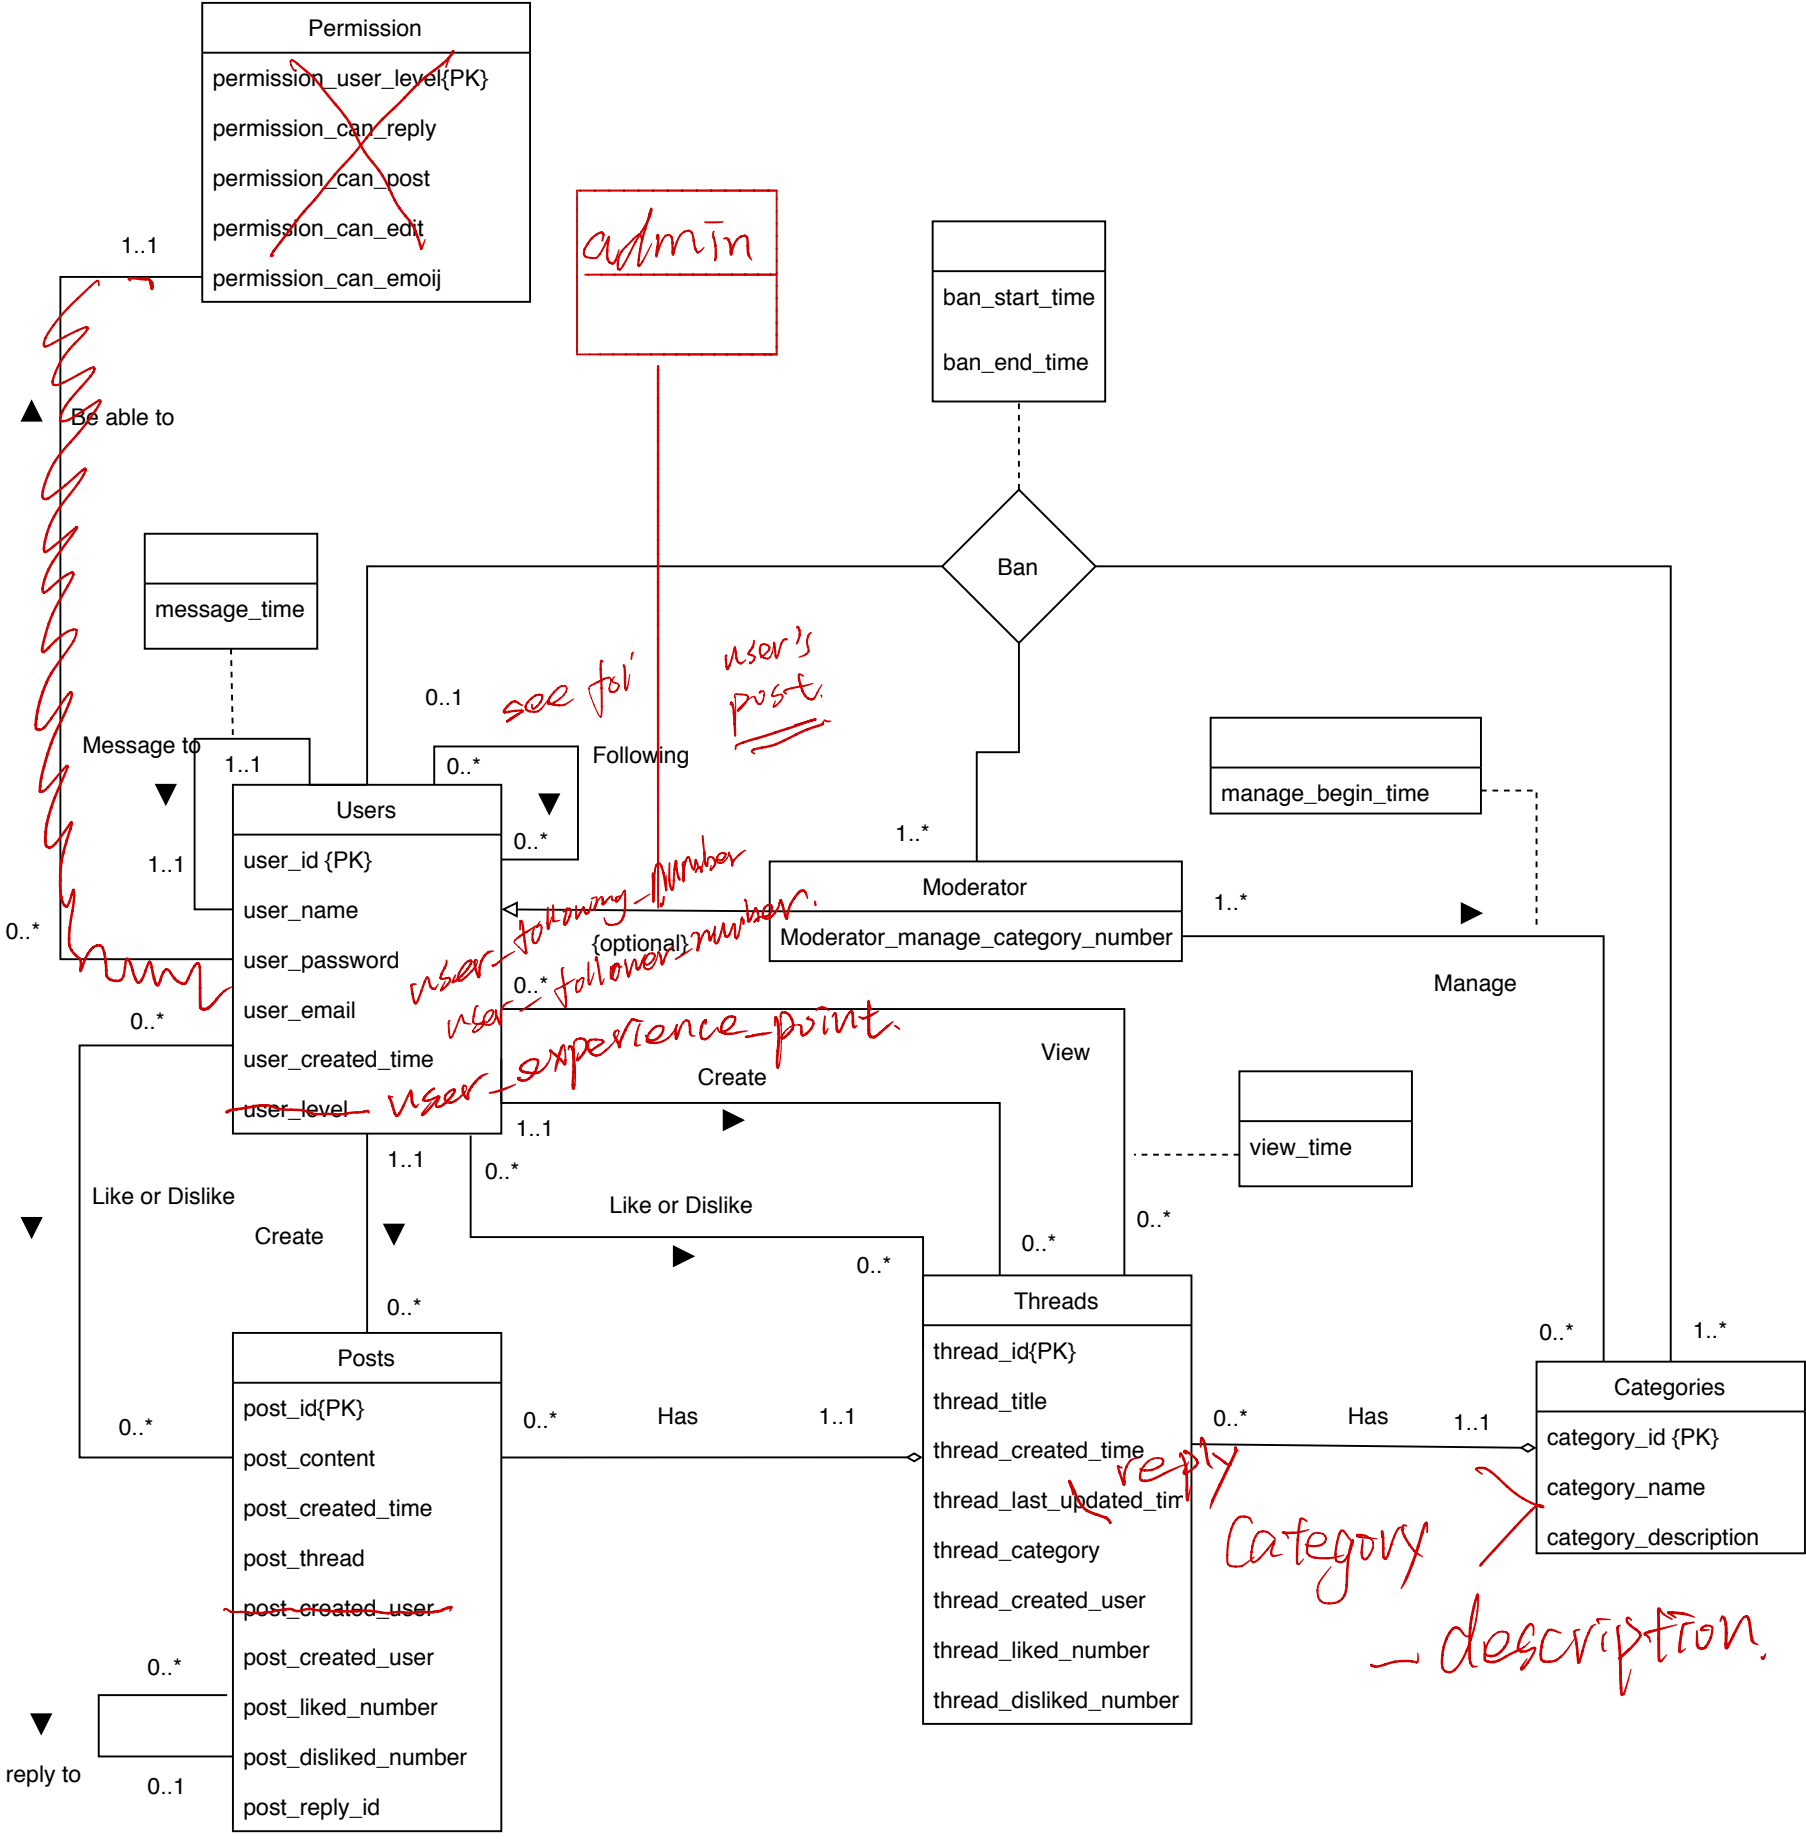 Permission
permission_user_level{PK}
permission_can_reply
permission_can_post
permission_can_edit
permission_can_emoij
1..1
admin
ban_start_time
ban_end_time
Be able to
Ban
message_time
user's
post.
see fol
0..1
Message to
1..1
0..*
Following
manage_begin_time
Users
0..*
1..1
1..*
user_id {PK}
user_name
user_password
user_email
user_created_time
user_level
user_following_number
user_follower_number.
user_experience_point.
Moderator
Moderator_manage_category_number
{optional}
1..*
0..*
0..*
0..*
Manage
View
Create
1..1
view_time
1..1
0..*
Like or Dislike
Create
Like or Dislike
0..*
0..*
0..*
0..*
0..*
1..*
Threads
thread_id{PK}
thread_title
thread_created_time
reply
thread_last_updated_tim
thread_category
thread_created_user
thread_liked_number
thread_disliked_number
Posts
post_id{PK}
post_content
post_created_time
post_thread
post_created_user
post_created_user
post_liked_number
post_disliked_number
post_reply_id
0..*
0..*
Has
1..1
0..*
Has
1..1
Categories
category_id {PK}
category_name
category_description
Category
_description.
0..*
reply to
0..1